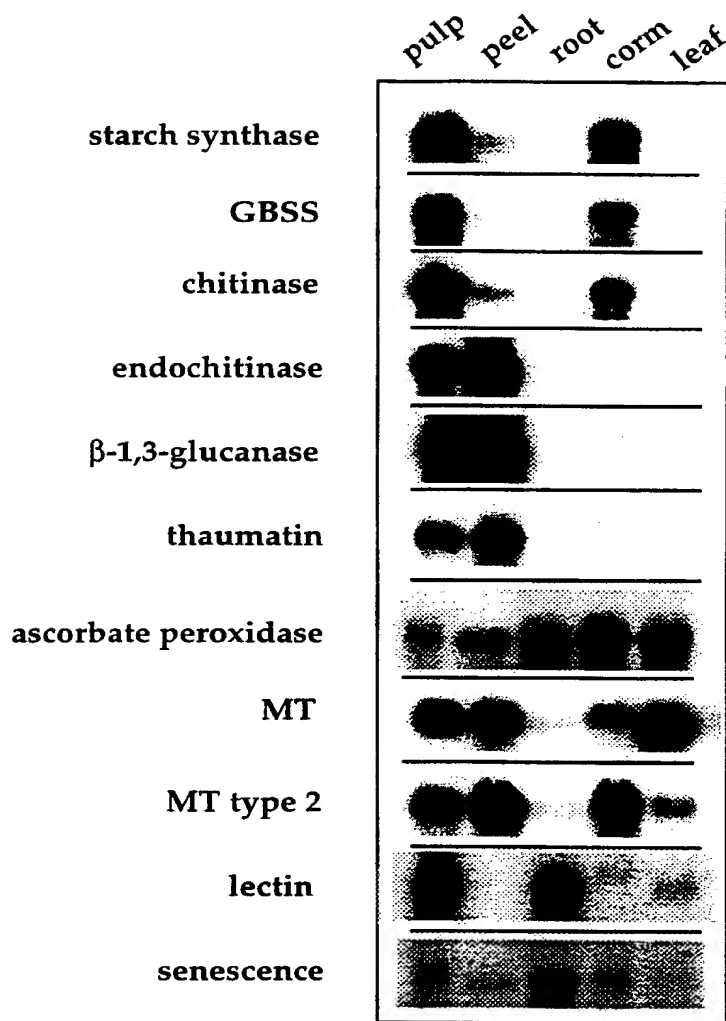 pulp peel root corm leaf
starch synthase
GBSS
chitinase
endochitinase
β-1,3-glucanase
thaumatin
ascorbate peroxidase
MT
MT type 2
lectin
senescence